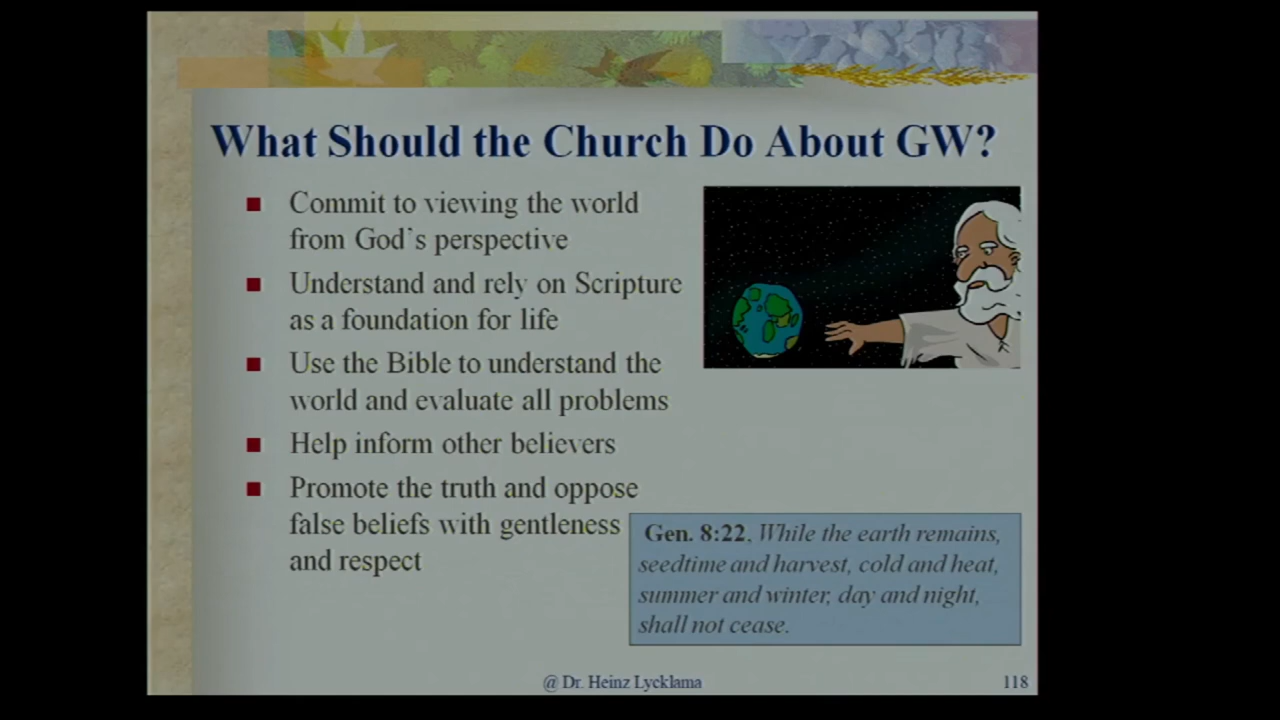 What Should the Church Do About GW?
Commit to viewing the world
from God's perspective
Understand and rely on Scripture
as a foundation for life
Use the Bible to understand the
world and evaluate all problems
Help inform other believers
Promote the truth and oppose
false beliefs with gentleness
and respect
Gen. 8:22, While the earth remains,
seedtime and harvest, cold and heat,
summer and winter, day and night,
shall not cease.
@ Dr. Heinz Lycklama
118